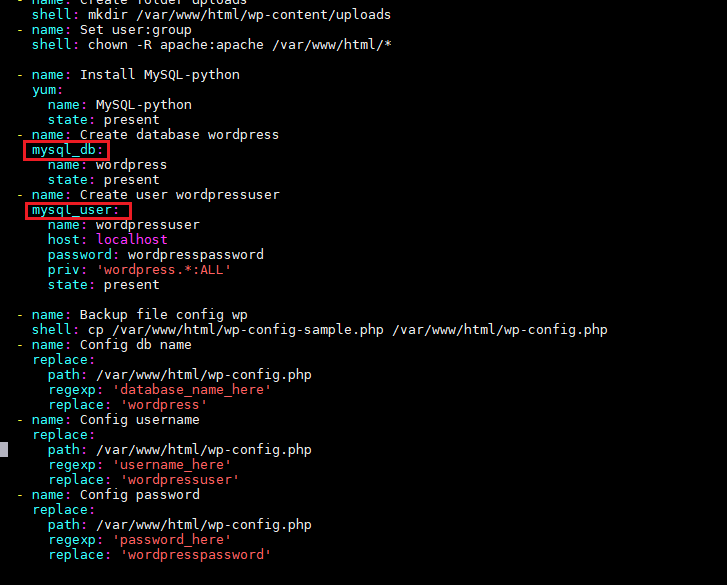 - name: Create folder uploads
  shell: mkdir /var/www/html/wp-content/uploads
- name: Set user:group
  shell: chown -R apache:apache /var/www/html/*
- name: Install MySQL-python
  yum:
    name: MySQL-python
    state: present
- name: Create database wordpress
  mysql_db:
    name: wordpress
    state: present
- name: Create user wordpressuser
  mysql_user:
    name: wordpressuser
    host: localhost
    password: wordpresspassword
    priv: 'wordpress.*:ALL'
    state: present
- name: Backup file config wp
  shell: cp /var/www/html/wp-config-sample.php /var/www/html/wp-config.php
- name: Config db name
  replace:
    path: /var/www/html/wp-config.php
    regexp: 'database_name_here'
    replace: 'wordpress'
- name: Config username
  replace:
    path: /var/www/html/wp-config.php
    regexp: 'username_here'
    replace: 'wordpressuser'
- name: Config password
  replace:
    path: /var/www/html/wp-config.php
    regexp: 'password_here'
    replace: 'wordpresspassword'